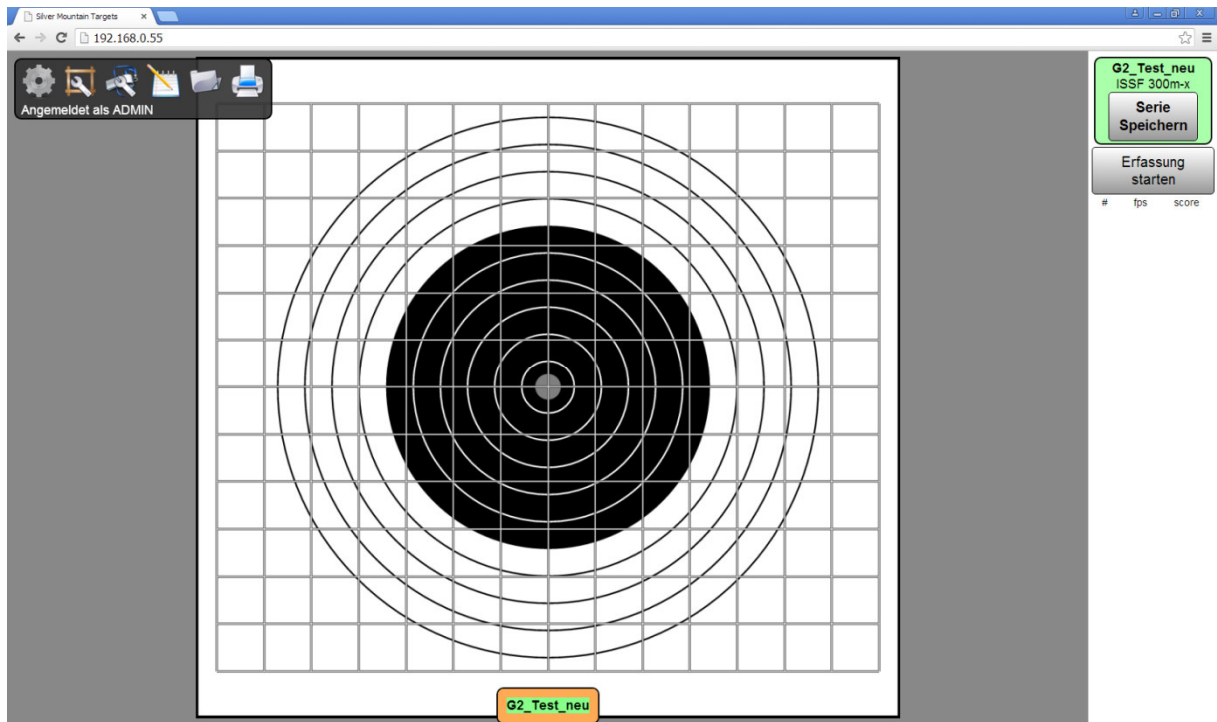 Silver Mountain Targets
192.168.0.55
Angemeldet als ADMIN
G2_Test_neu
ISSF 300m-x
Serie
Speichern
Erfassung
starten
# fps score
G2_Test_neu